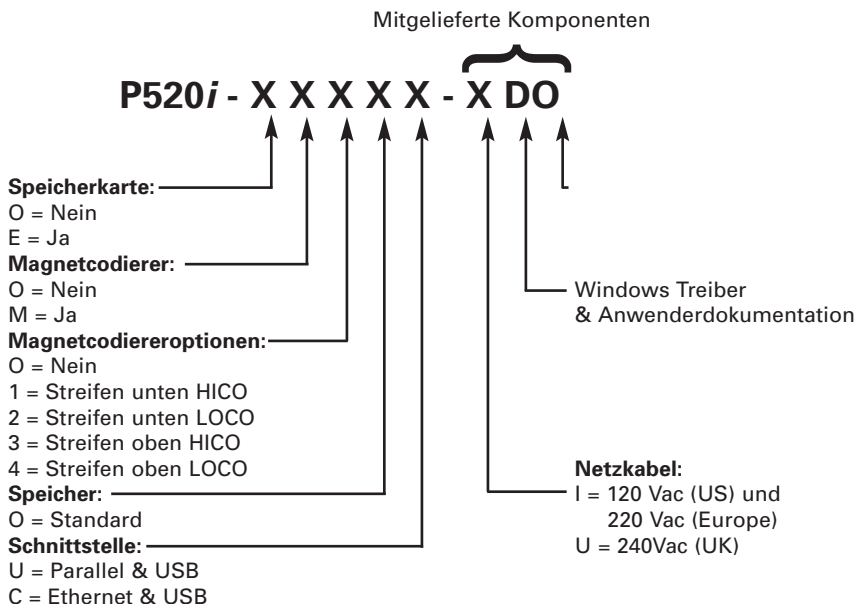 Mitgelieferte Komponenten
P520i - X X X X X - X DO
Speicherkarte:
O = Nein
E = Ja
Magnetcodierer:
O = Nein
M = Ja
Magnetcodiereroptionen:
O = Nein
1 = Streifen unten HICO
2 = Streifen unten LOCO
3 = Streifen oben HICO
4 = Streifen oben LOCO
Speicher:
O = Standard
Schnittstelle:
U = Parallel & USB
C = Ethernet & USB
Windows Treiber
& Anwenderdokumentation
Netzkabel:
I = 120 Vac (US) und
220 Vac (Europe)
U = 240Vac (UK)